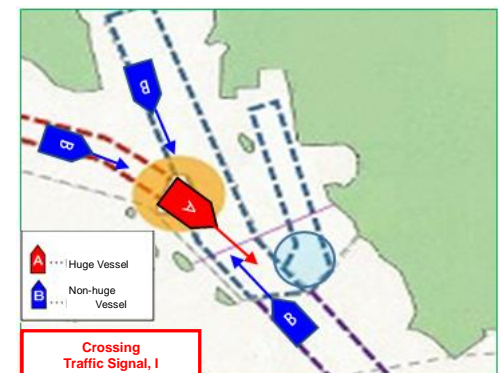 B
B
A
B
A Huge Vessel
B Non-huge
Vessel
Crossing
Traffic Signal, I